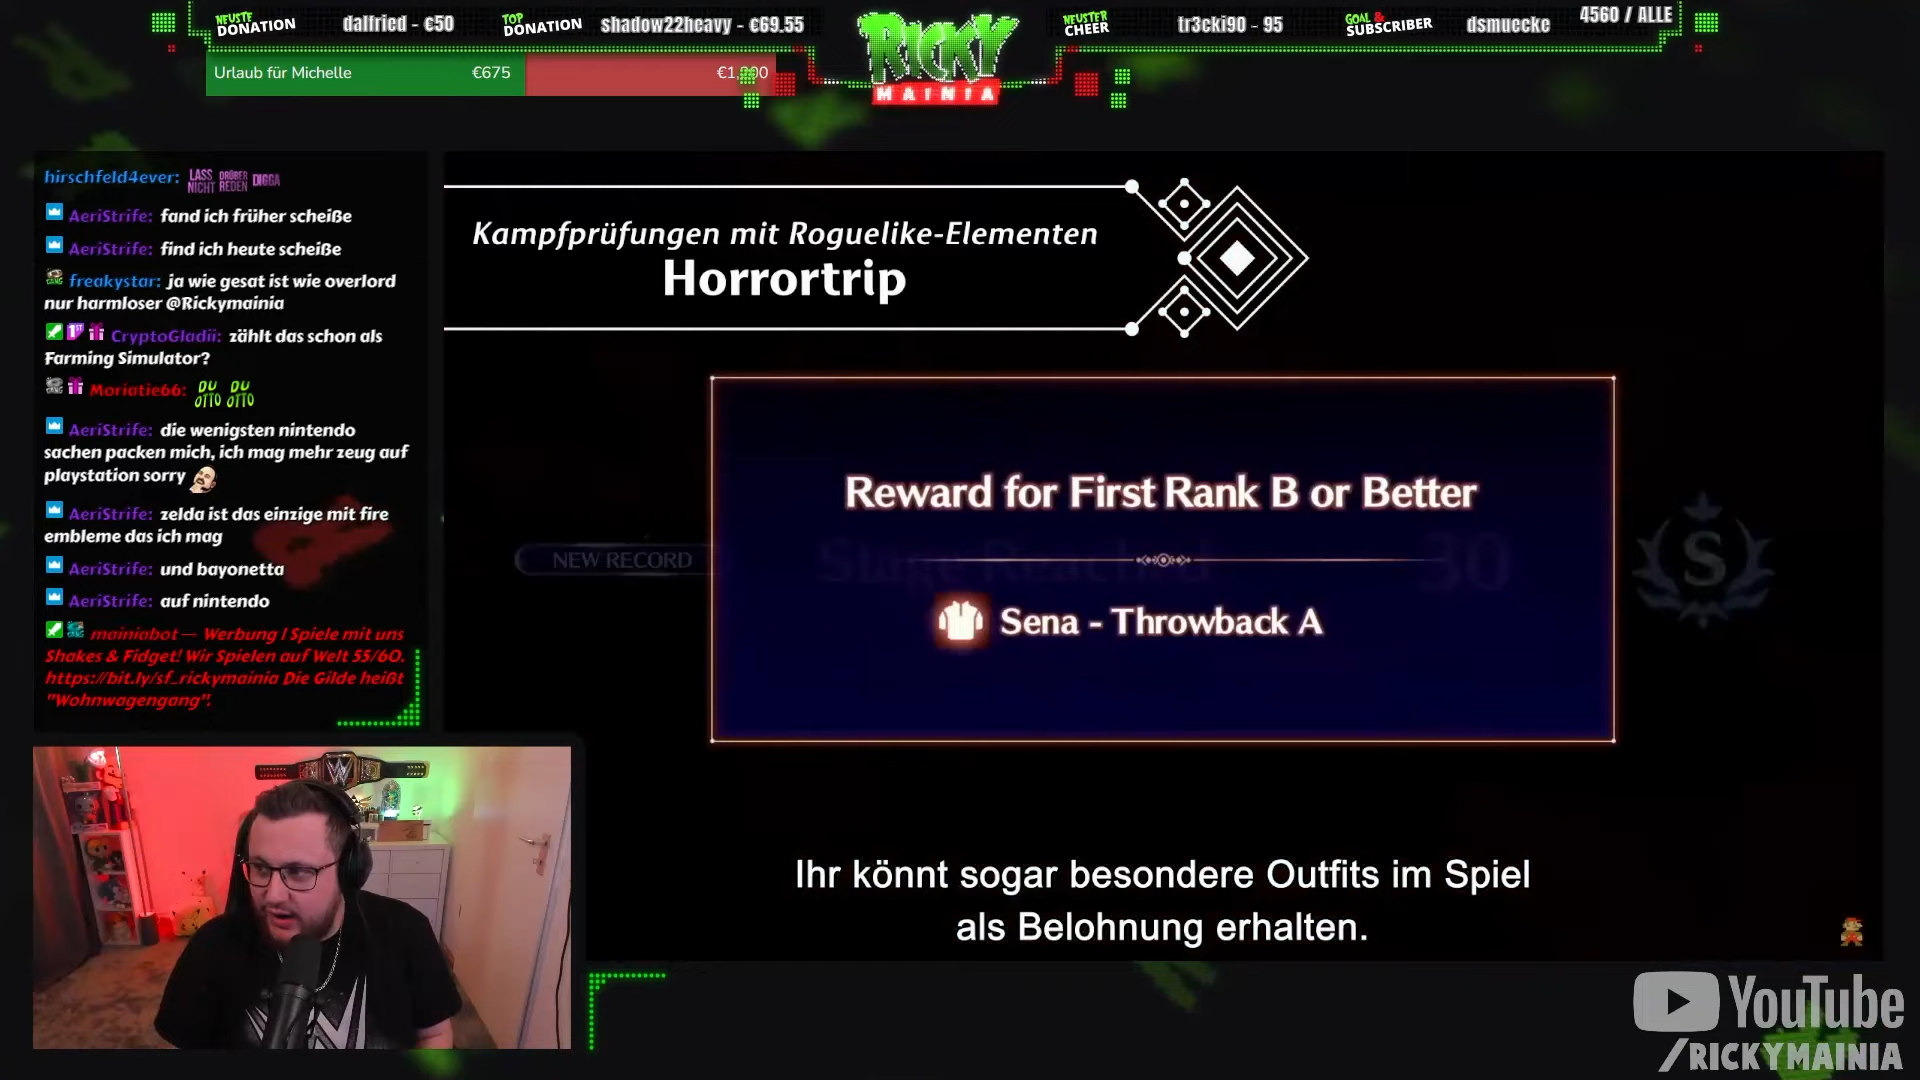 NEUSTE DONATION
dalfried - €50
TOP DONATION
shadow22heavy - €69.55
RICKY
MAINIA
NEUSTER CHEER
tr3cki90 - 95
GOAL & SUBSCRIBER
dsmuecke
4560 / ALLE
Urlaub für Michelle
€675
hirschfeld4ever: LASS NICHT DRÜBER REDEN DIGGA
AeriStrife: fand ich früher scheiße
AeriStrife: find ich heute scheiße
freakystar: ja wie gesat ist wie overlord
nur harmloser @Rickymainia
CryptoGladii: zählt das schon als
Farming Simulator?
Moriatie66: DU OTTO DU OTTO
AeriStrife: die wenigsten nintendo
sachen packen mich, ich mag mehr zeug auf
playstation sorry
AeriStrife: zelda ist das einzige mit fire
embleme das ich mag
AeriStrife: und bayonetta
AeriStrife: auf nintendo
mainiabot — Werbung | Spiele mit uns
Shakes & Fidget! Wir Spielen auf Welt 55/60.
https://bit.ly/sf_rickymainia Die Gilde heißt
"Wohnwagengang".
Kampfprüfungen mit Roguelike-Elementen
Horrortrip
Reward for First Rank B or Better
NEW RECORD
Stage Reached
30
S
Sena - Throwback A
Ihr könnt sogar besondere Outfits im Spiel
als Belohnung erhalten.
YouTube
/RICKYMAINIA